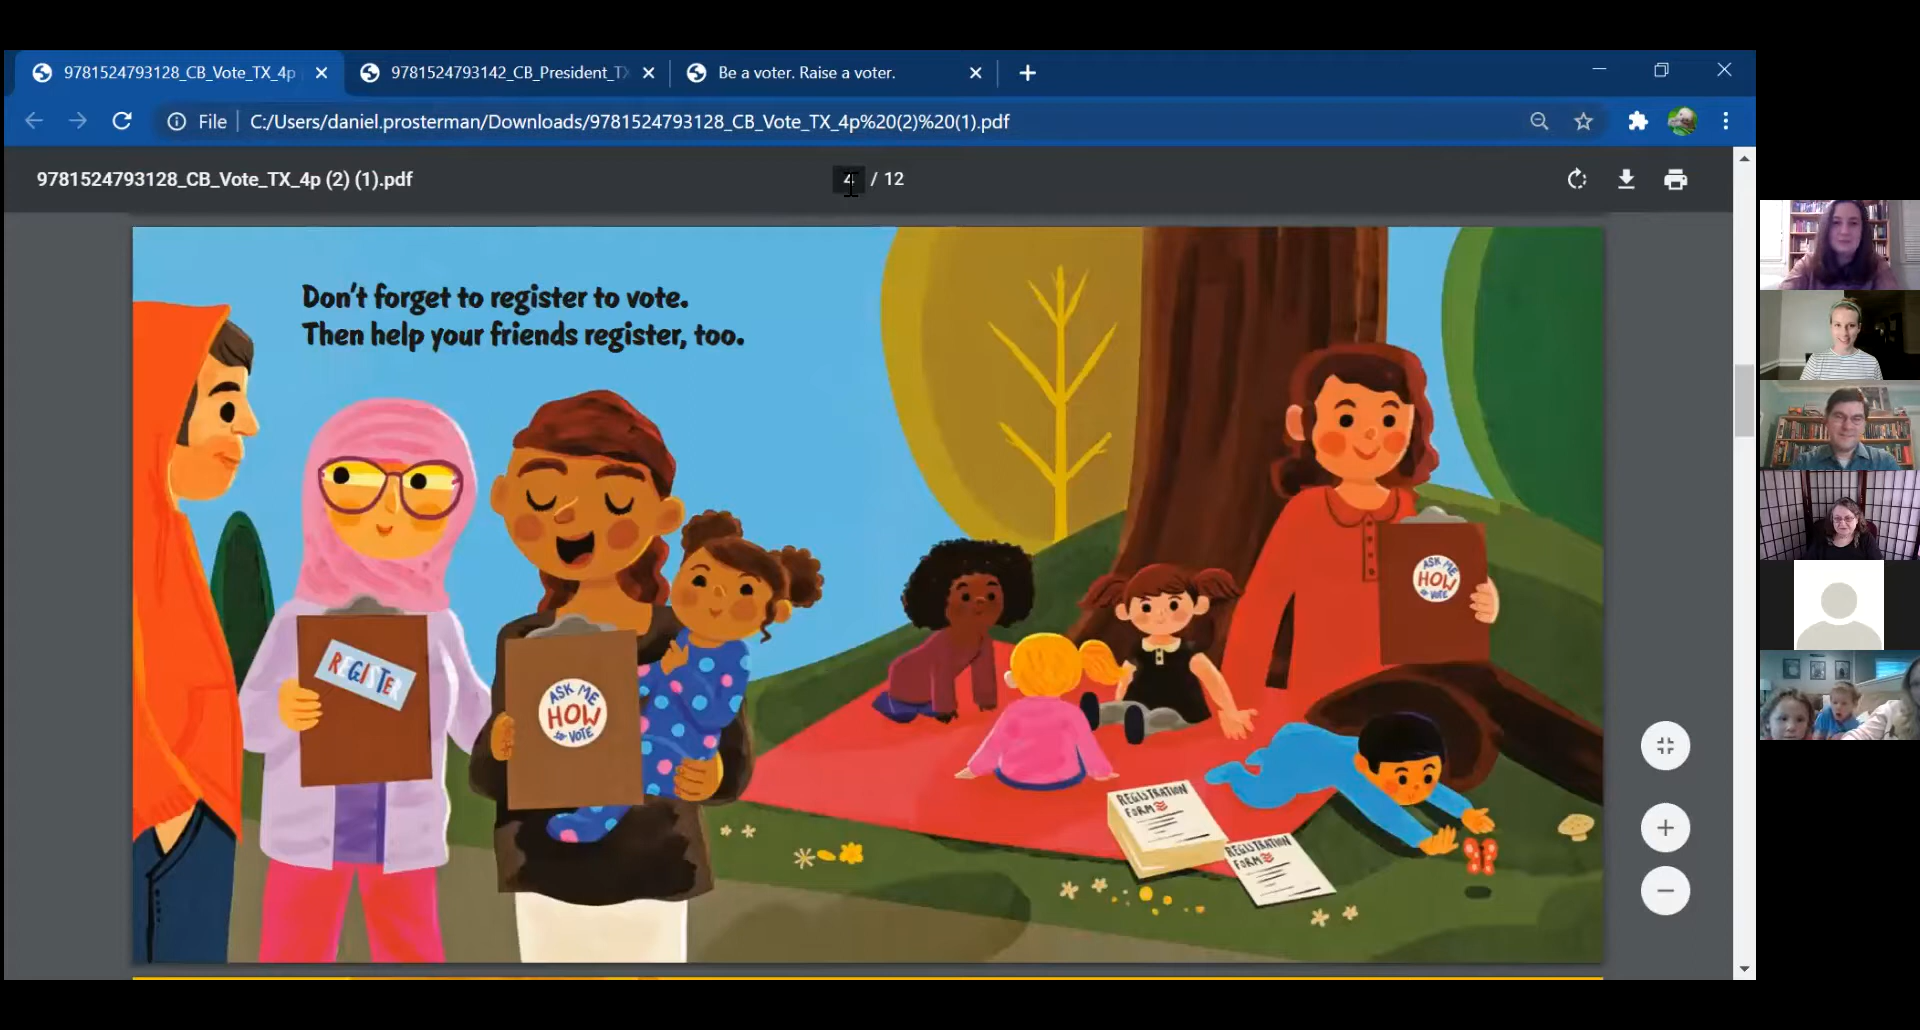 9781524793128_CB_Vote_TX_4p
9781524793142_CB_President_TX
Be a voter. Raise a voter.
File
C:/Users/daniel.prosterman/Downloads/9781524793128_CB_Vote_TX_4p%20(2)%20(1).pdf
9781524793128_CB_Vote_TX_4p (2) (1).pdf
4 / 12
Don't forget to register to vote.
Then help your friends register, too.
REGISTER
ASK ME
HOW
to VOTE
ASK ME
HOW
to VOTE
REGISTRATION
FORM
REGISTRATION
FORM